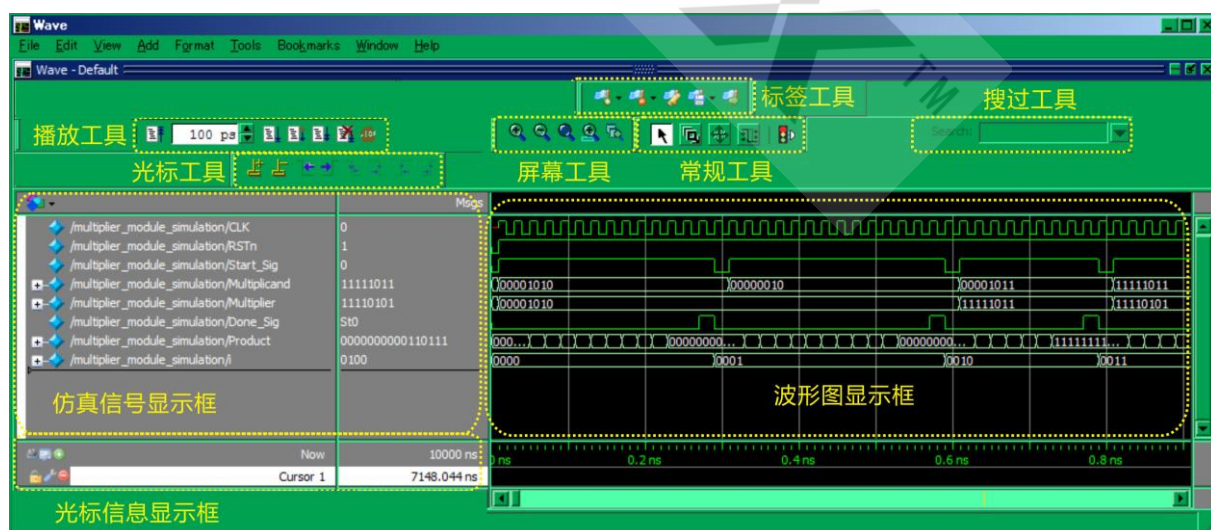 Wave
File Edit View Add Format Tools Bookmarks Window Help
Wave - Default
标签工具
搜过工具
播放工具
100 ps
Search:
光标工具
屏幕工具
常规工具
TM
Msgs
/multiplier_module_simulation/CLK 0
/multiplier_module_simulation/RSTn 1
/multiplier_module_simulation/Start_Sig 0
/multiplier_module_simulation/Multiplicand 11111011 00001010 00000010 00001011 11111011
/multiplier_module_simulation/Multiplier 11110101 00001010 11111011 11110101
/multiplier_module_simulation/Done_Sig St0
/multiplier_module_simulation/Product 0000000000110111 000... 00000000... 00000000... 11111111...
/multiplier_module_simulation/i 0100 0000 0001 0010 0011
仿真信号显示框
波形图显示框
Now 10000 ns
ns 0.2 ns 0.4 ns 0.6 ns 0.8 ns
Cursor 1 7148.044 ns
光标信息显示框